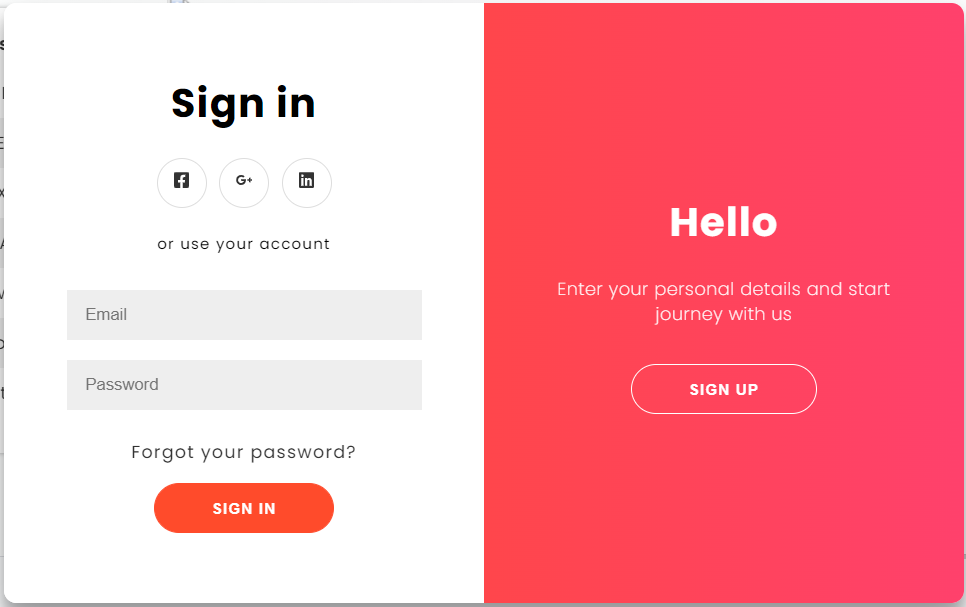 Sign in
G+
in
or use your account
Email
Password
Forgot your password?
SIGN IN
Hello
Enter your personal details and start
journey with us
SIGN UP